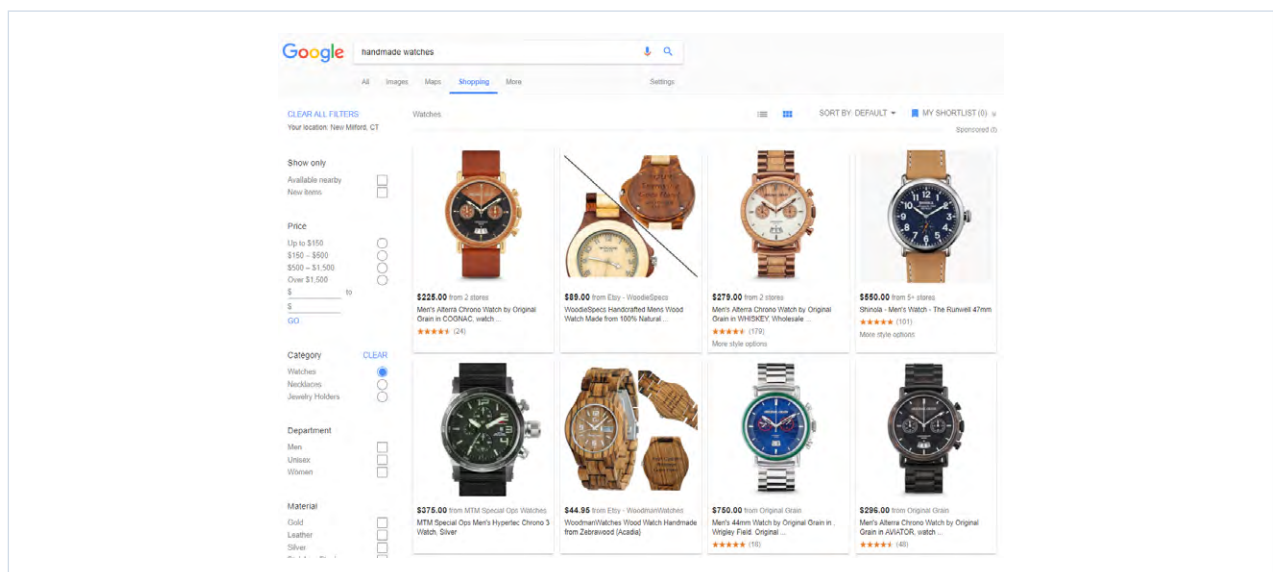 Google
handmade watches
All Images Maps Shopping More Settings
CLEAR ALL FILTERS
Your location: New Milford, CT
Watches
SORT BY: DEFAULT
MY SHORTLIST (0)
Sponsored
Show only
Available nearby
New items
Price
Up to $150
$150 – $500
$500 – $1,500
Over $1,500
$ to
$
GO
Category CLEAR
Watches
Necklaces
Jewelry Holders
Department
Men
Unisex
Women
Material
Gold
Leather
Silver
$225.00 from 2 stores
Men's Alterra Chrono Watch by Original
Grain in COGNAC, watch ...
(24)
$89.00 from Etsy - WoodieSpecs
WoodieSpecs Handcrafted Mens Wood
Watch Made from 100% Natural ...
$279.00 from 2 stores
Men's Alterra Chrono Watch by Original
Grain in WHISKEY, Wholesale ...
(179)
More style options
$550.00 from 5+ stores
Shinola - Men's Watch - The Runwell 47mm
(101)
More style options
$375.00 from MTM Special Ops Watches
MTM Special Ops Men's Hypertec Chrono 3
Watch, Silver
$44.95 from Etsy - WoodmanWatches
WoodmanWatches Wood Watch Handmade
from Zebrawood (Acadia)
$750.00 from Original Grain
Men's 44mm Watch by Original Grain in ,
Wrigley Field. Original ...
(18)
$296.00 from Original Grain
Men's Alterra Chrono Watch by Original
Grain in AVIATOR, watch ...
(48)